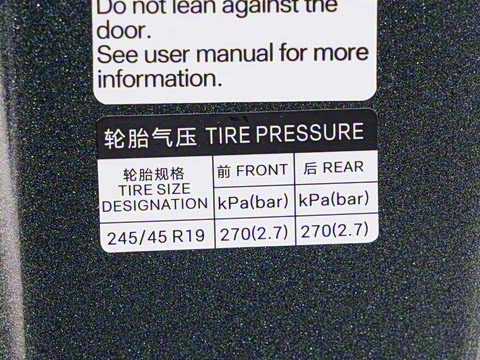 Do not lean against the
door.
See user manual for more
information.
轮胎气压 TIRE PRESSURE
轮胎规格
TIRE SIZE
DESIGNATION
前 FRONT
后 REAR
kPa(bar)
kPa(bar)
245/45 R19
270(2.7)
270(2.7)